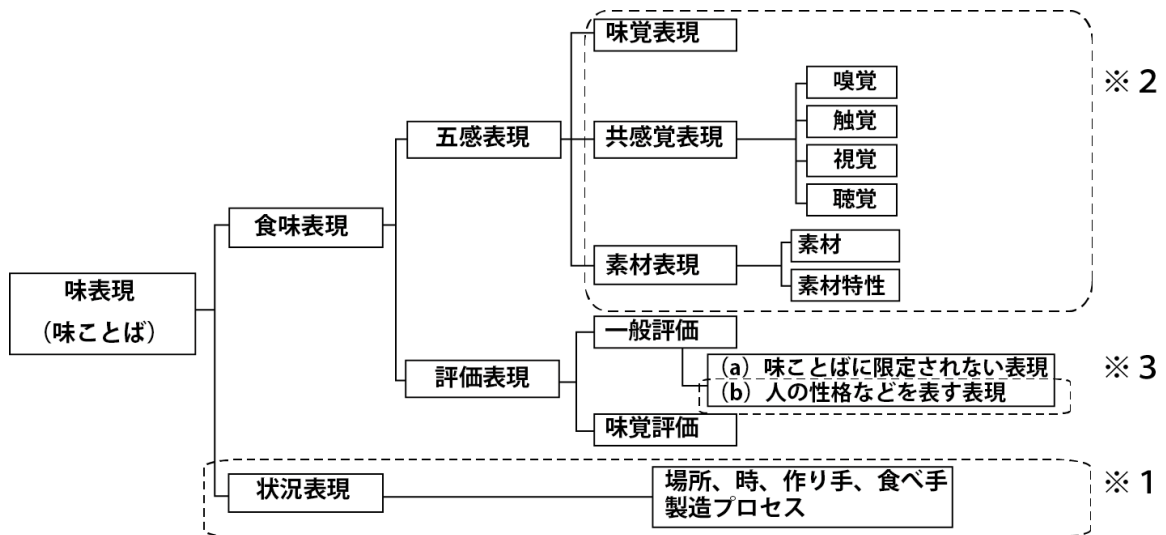 味覚表現
※2
嗅覚
触覚
五感表現
共感覚表現
視覚
聴覚
食味表現
素材
素材表現
素材特性
味表現
(味ことば)
一般評価
(a)味ことばに限定されない表現
※3
評価表現
(b)人の性格などを表す表現
味覚評価
状況表現
場所、時、作り手、食べ手
製造プロセス
※1